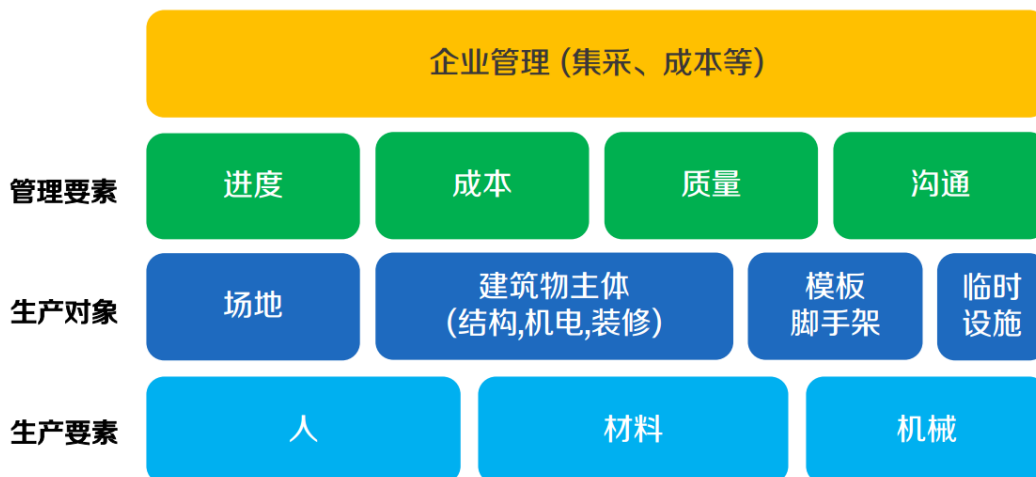 企业管理 (集采、成本等)
管理要素
进度
成本
质量
沟通
生产对象
场地
建筑物主体
(结构,机电,装修)
模板
脚手架
临时
设施
生产要素
人
材料
机械